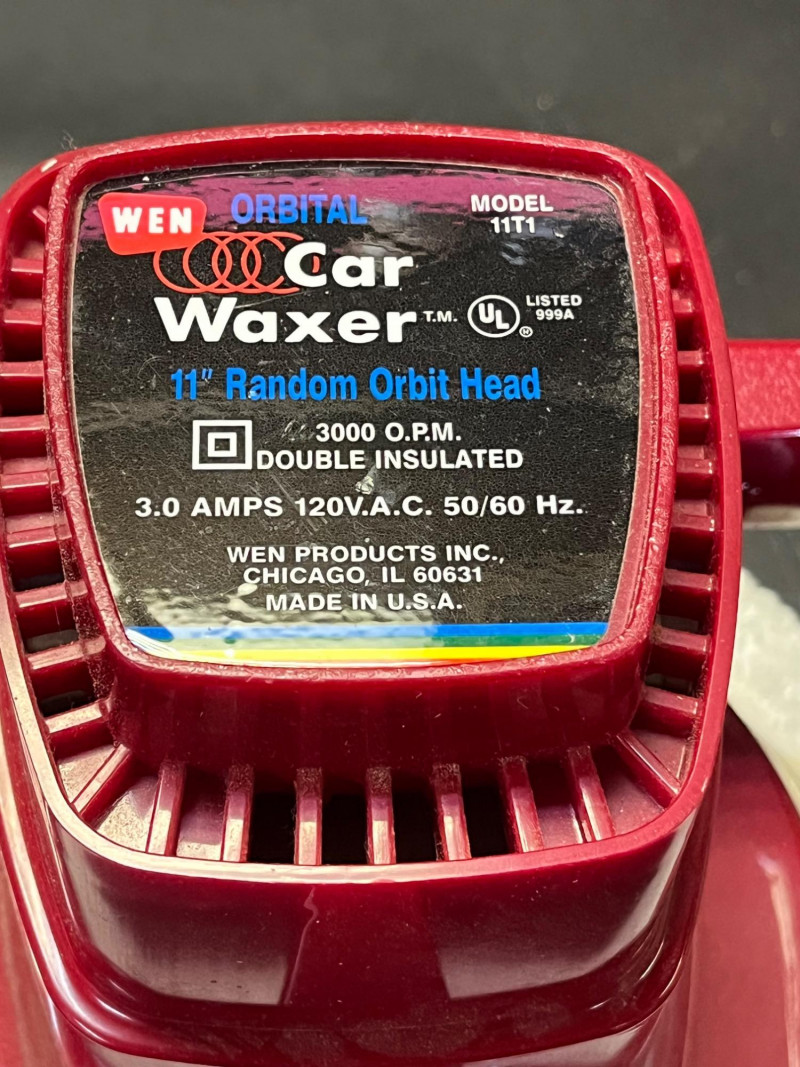 WEN ORBITAL MODEL
11T1
Car
Waxer T.M. UL® LISTED
999A
11" Random Orbit Head
3000 O.P.M.
DOUBLE INSULATED
3.0 AMPS 120V.A.C. 50/60 Hz.
WEN PRODUCTS INC.,
CHICAGO, IL 60631
MADE IN U.S.A.